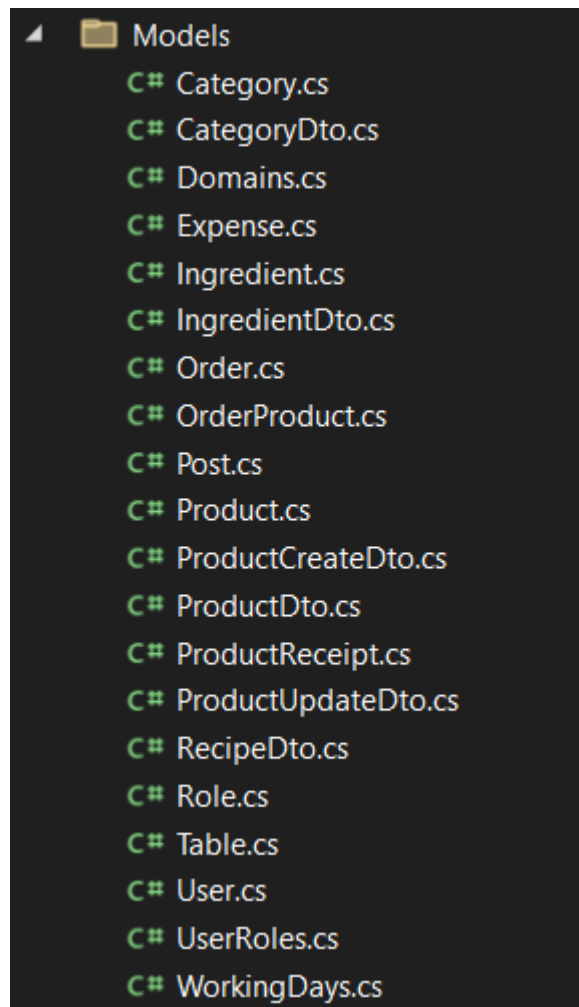 Models
C# Category.cs
C# CategoryDto.cs
C# Domains.cs
C# Expense.cs
C# Ingredient.cs
C# IngredientDto.cs
C# Order.cs
C# OrderProduct.cs
C# Post.cs
C# Product.cs
C# ProductCreateDto.cs
C# ProductDto.cs
C# ProductReceipt.cs
C# ProductUpdateDto.cs
C# RecipeDto.cs
C# Role.cs
C# Table.cs
C# User.cs
C# UserRoles.cs
C# WorkingDays.cs